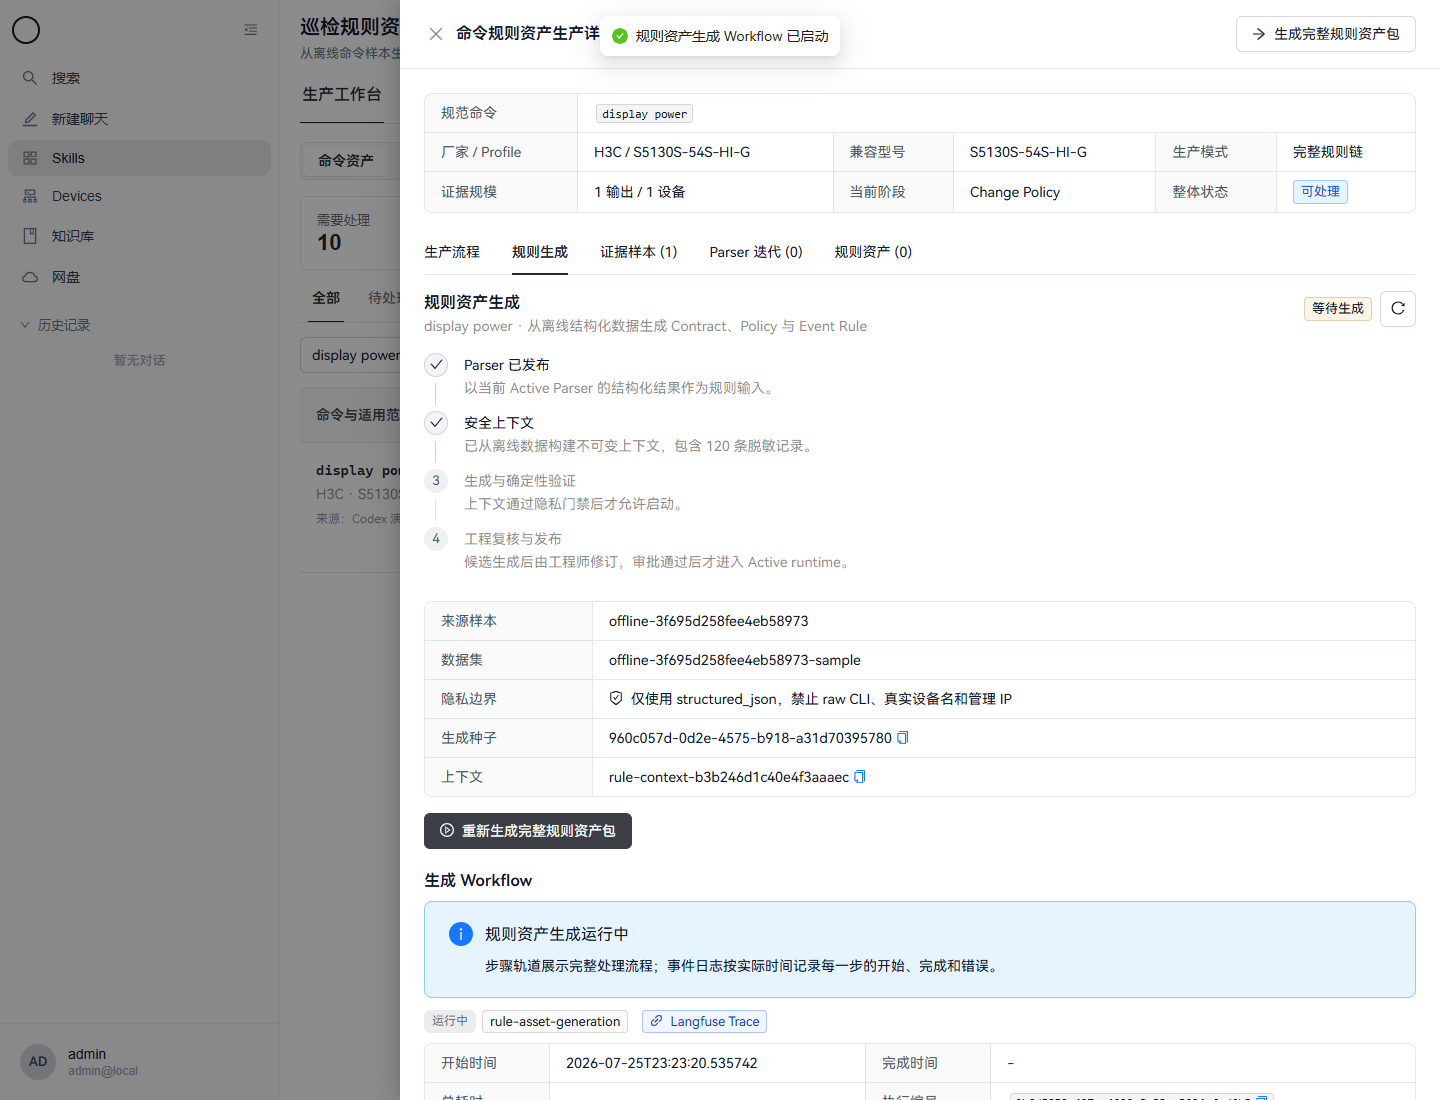 搜索
新建聊天
Skills
Devices
知识库
网盘
历史记录
暂无对话
AD
admin
admin@local
巡检规则资
从离线命令样本生
生产工作台
命令资产
需要处理
10
全部
待处理
display power
命令与适用范
display pow
H3C · S5130S
来源：Codex 演
命令规则资产生产详
规则资产生成 Workflow 已启动
生成完整规则资产包
规范命令
display power
厂家 / Profile
H3C / S5130S-54S-HI-G
兼容型号
S5130S-54S-HI-G
生产模式
完整规则链
证据规模
1 输出 / 1 设备
当前阶段
Change Policy
整体状态
可处理
生产流程
规则生成
证据样本 (1)
Parser 迭代 (0)
规则资产 (0)
规则资产生成
display power · 从离线结构化数据生成 Contract、Policy 与 Event Rule
等待生成
Parser 已发布
以当前 Active Parser 的结构化结果作为规则输入。
安全上下文
已从离线数据构建不可变上下文，包含 120 条脱敏记录。
3
生成与确定性验证
上下文通过隐私门禁后才允许启动。
4
工程复核与发布
候选生成后由工程师修订，审批通过后才进入 Active runtime。
来源样本
offline-3f695d258fee4eb58973
数据集
offline-3f695d258fee4eb58973-sample
隐私边界
仅使用 structured_json，禁止 raw CLI、真实设备名和管理 IP
生成种子
960c057d-0d2e-4575-b918-a31d70395780
上下文
rule-context-b3b246d1c40e4f3aaaec
重新生成完整规则资产包
生成 Workflow
规则资产生成运行中
步骤轨道展示完整处理流程；事件日志按实际时间记录每一步的开始、完成和错误。
运行中
rule-asset-generation
Langfuse Trace
开始时间
2026-07-25T23:23:20.535742
完成时间
-
总耗时
执行编号